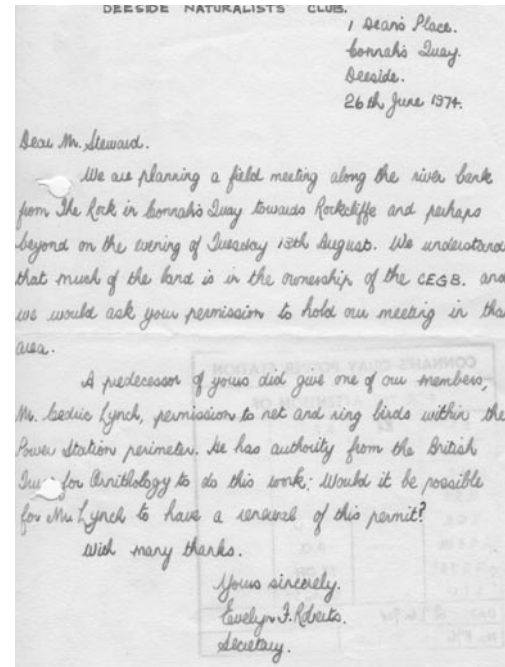 DEESIDE NATURALISTS CLUB.
1 Dean's Place.
Connah's Quay.
Deeside.
26th June 1974.
Dear Mr. Steward.
We are planning a field meeting along the river bank
from The Rock in Connah's Quay towards Rockcliffe and perhaps
beyond on the evening of Tuesday 13th August. We understand
that much of the land is in the ownership of the CEGB. and
we would ask your permission to hold our meeting in this
area.
A predecessor of yours did give one of our members,
Mr. Cedric Lynch, permission to net and ring birds within the
Power Station perimeter. He has authority from the British
for Ornithology to do this work; Would it be possible
for Mr. Lynch to have a renewal of this permit?
With many thanks.
Yours sincerely.
Evelyn F. Roberts.
Secretary.
CONNAH'S QUAY POWER STATION
ATTENTION OF